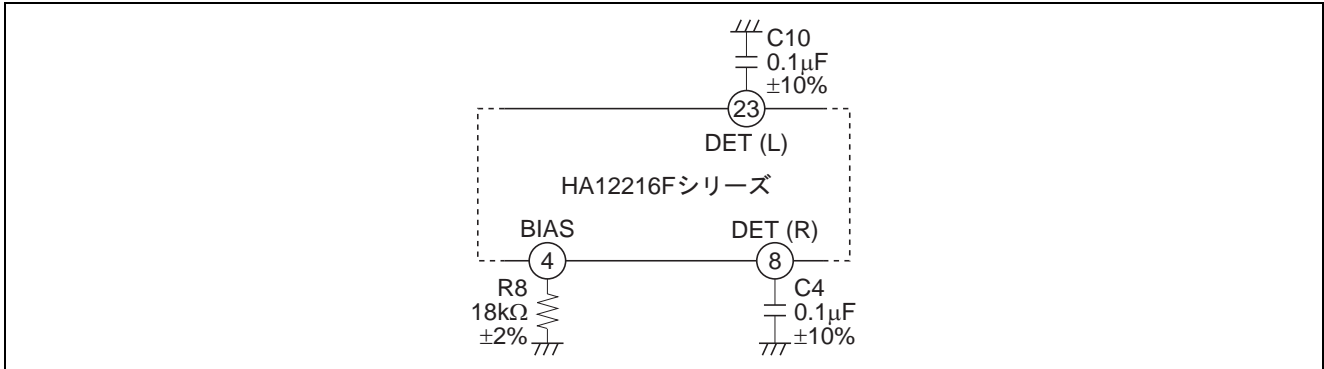 C10
0.1μF
±10%
23
DET (L)
HA12216Fシリーズ
BIAS
DET (R)
4
8
R8
18kΩ
±2%
C4
0.1μF
±10%